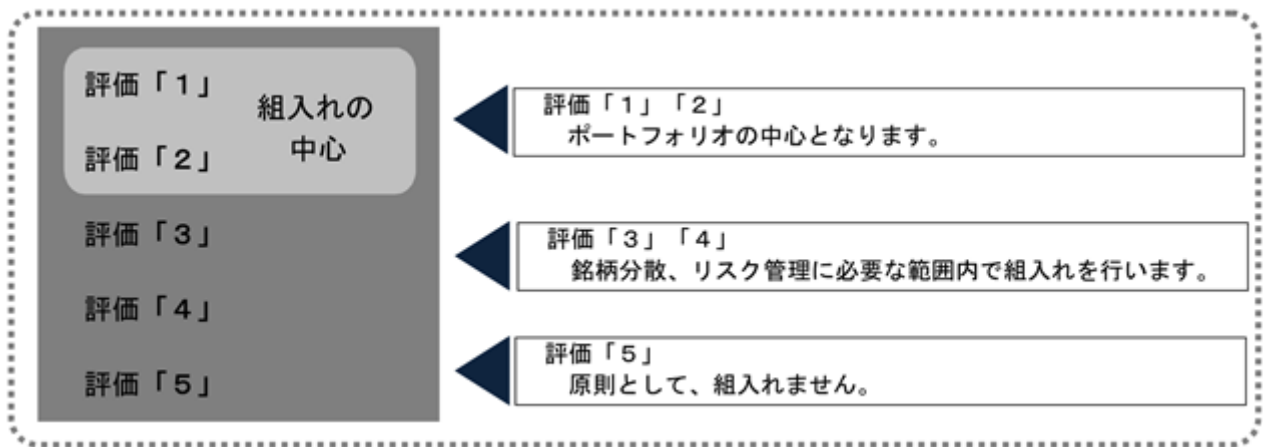 評価「１」
組入れの
中心
評価「２」
評価「３」
評価「４」
評価「５」
評価「１」「２」
ポートフォリオの中心となります。
評価「３」「４」
銘柄分散、リスク管理に必要な範囲内で組入れを行います。
評価「５」
原則として、組入れません。